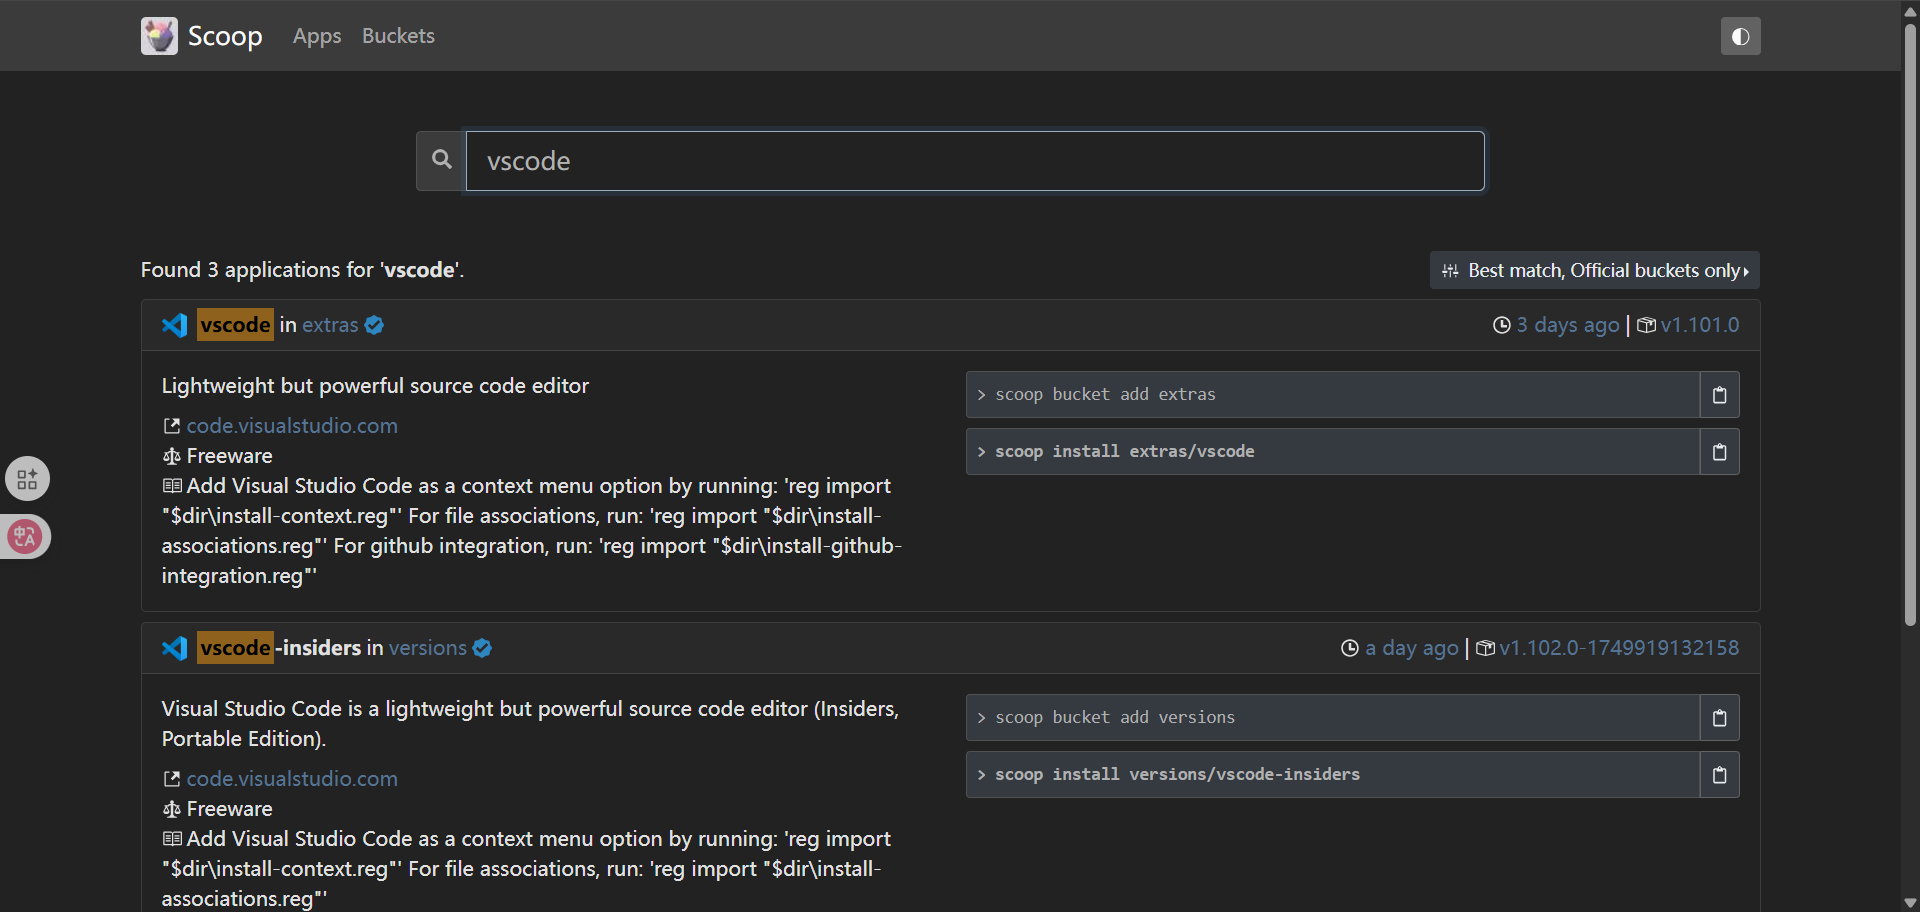 Scoop Apps Buckets
vscode
Found 3 applications for 'vscode'.
Best match, Official buckets only
vscode in extras
3 days ago | v1.101.0
Lightweight but powerful source code editor
code.visualstudio.com
Freeware
Add Visual Studio Code as a context menu option by running: 'reg import
"$dir\install-context.reg"' For file associations, run: 'reg import "$dir\install-
associations.reg"' For github integration, run: 'reg import "$dir\install-github-
integration.reg"'
> scoop bucket add extras
> scoop install extras/vscode
vscode-insiders in versions
a day ago | v1.102.0-1749919132158
Visual Studio Code is a lightweight but powerful source code editor (Insiders,
Portable Edition).
code.visualstudio.com
Freeware
Add Visual Studio Code as a context menu option by running: 'reg import
"$dir\install-context.reg"' For file associations, run: 'reg import "$dir\install-
associations.reg"'
> scoop bucket add versions
> scoop install versions/vscode-insiders
中A